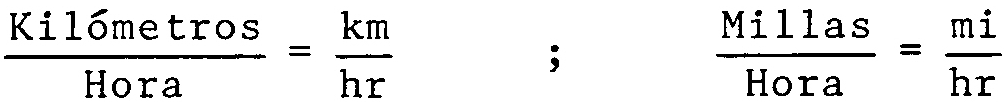 Kilómetros km Millas mi
= ; =
Hora hr Hora hr